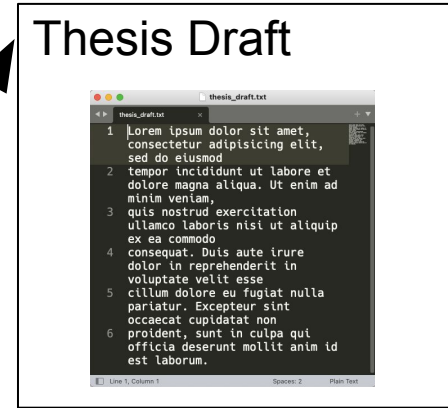 Thesis Draft
thesis_draft.txt
thesis_draft.txt
1 Lorem ipsum dolor sit amet,
consectetur adipisicing elit,
sed do eiusmod
2 tempor incididunt ut labore et
dolore magna aliqua. Ut enim ad
minim veniam,
3 quis nostrud exercitation
ullamco laboris nisi ut aliquip
ex ea commodo
4 consequat. Duis aute irure
dolor in reprehenderit in
voluptate velit esse
5 cillum dolore eu fugiat nulla
pariatur. Excepteur sint
occaecat cupidatat non
6 proident, sunt in culpa qui
officia deserunt mollit anim id
est laborum.
Line 1, Column 1 Spaces: 2 Plain Text